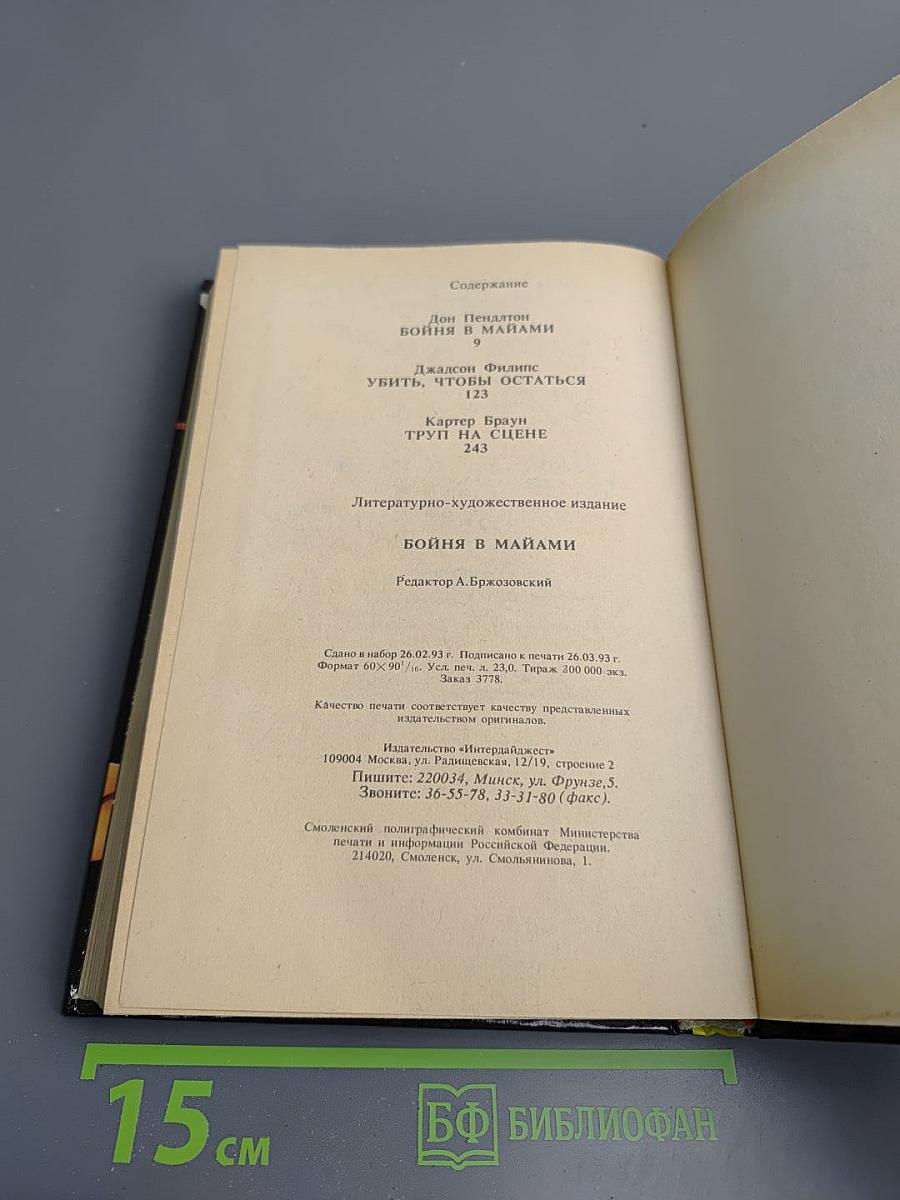 Содержание
Дон Пендлтон
БОЙНЯ В МАЙАМИ
9
Джадсон Филипс
УБИТЬ, ЧТОБЫ ОСТАТЬСЯ
123
Картер Браун
ТРУП НА СЦЕНЕ
243
Литературно-художественное издание
БОЙНЯ В МАЙАМИ
Редактор А.Бржозовский
Сдано в набор 26.02.93 г. Подписано к печати 26.03.93 г.
Формат 60×90¹/₁₆. Усл. печ. л. 23,0. Тираж 300 000 экз.
Заказ 3778.
Качество печати соответствует качеству представленных
издательством оригиналов.
Издательство «Интердайджест»
109004 Москва, ул. Радищевская, 12/19, строение 2
Пишите: 220034, Минск, ул. Фрунзе,5.
Звоните: 36-55-78, 33-31-80 (факс).
Смоленский полиграфический комбинат Министерства
печати и информации Российской Федерации.
214020, Смоленск, ул. Смольянинова, 1.
15 см
БФ БИБЛИОФАН